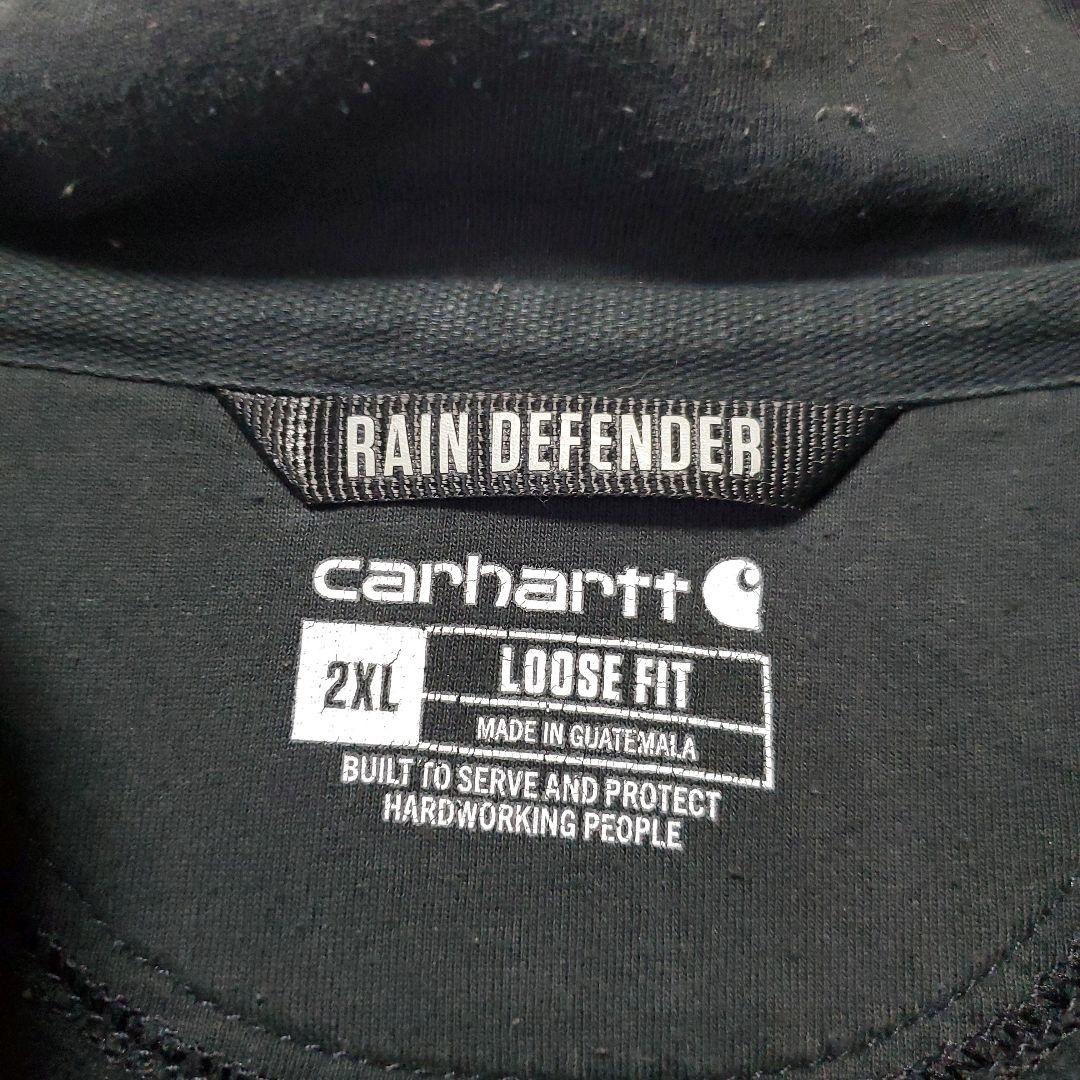 RAIN DEFENDER
carhartt
2XL
LOOSE FIT
MADE IN GUATEMALA
BUILT TO SERVE AND PROTECT
HARDWORKING PEOPLE